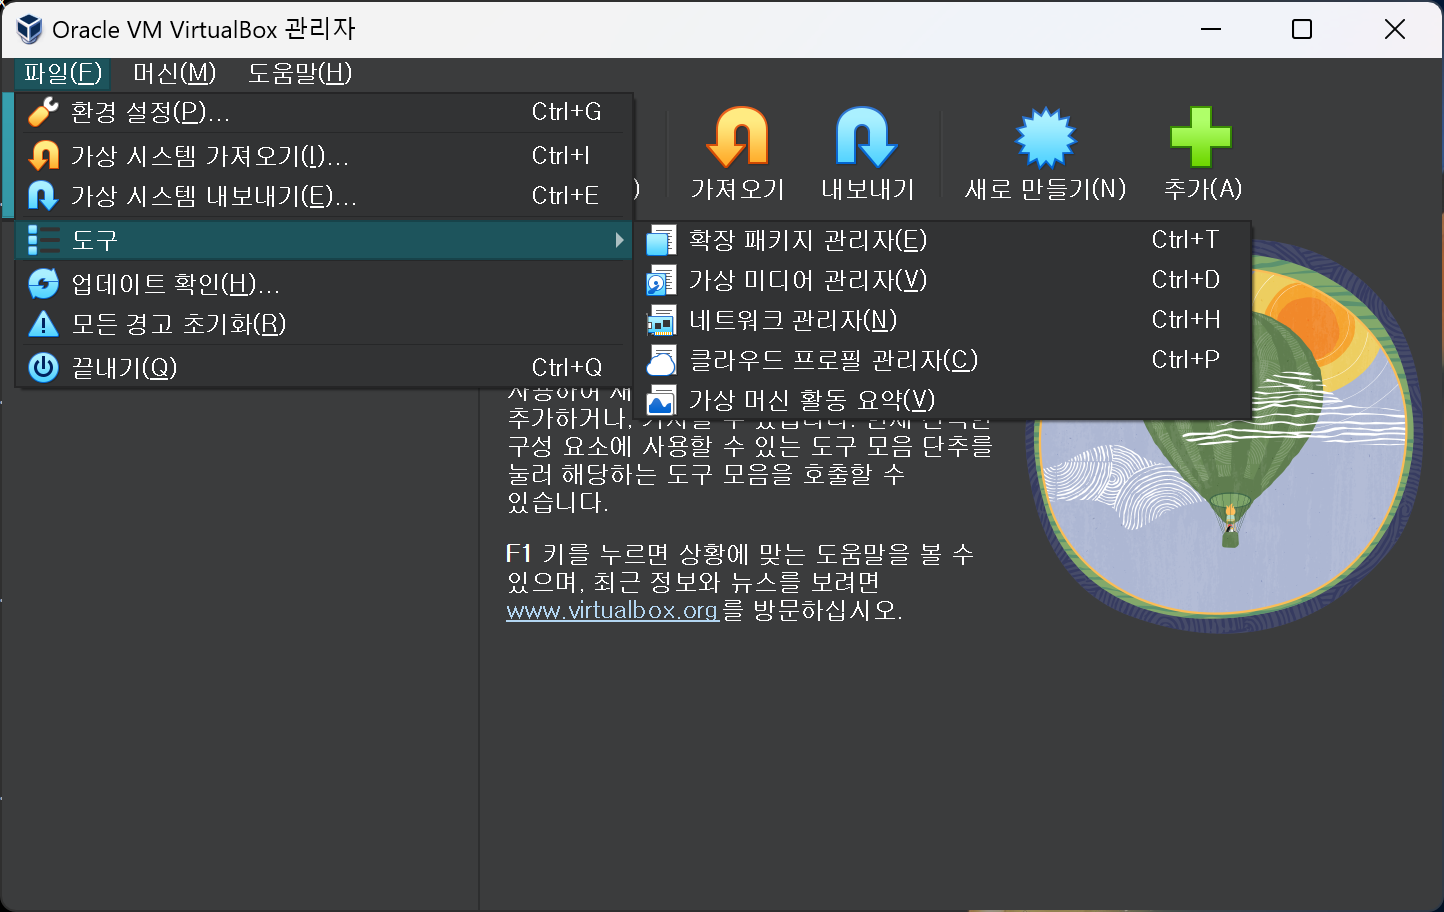 Oracle VM VirtualBox 관리자
파일(F) 머신(M) 도움말(H)
환경 설정(P)... Ctrl+G
가상 시스템 가져오기(I)... Ctrl+I
가상 시스템 내보내기(E)... Ctrl+E
도구
업데이트 확인(H)...
모든 경고 초기화(R)
끝내기(Q) Ctrl+Q
)
가져오기
내보내기
새로 만들기(N)
추가(A)
확장 패키지 관리자(E) Ctrl+T
가상 미디어 관리자(V) Ctrl+D
네트워크 관리자(N) Ctrl+H
클라우드 프로필 관리자(C) Ctrl+P
가상 머신 활동 요약(V)
추가하거나,
구성 요소에 사용할 수 있는 도구 모음 단추를
눌러 해당하는 도구 모음을 호출할 수
있습니다.
F1 키를 누르면 상황에 맞는 도움말을 볼 수
있으며, 최근 정보와 뉴스를 보려면
www.virtualbox.org를 방문하십시오.